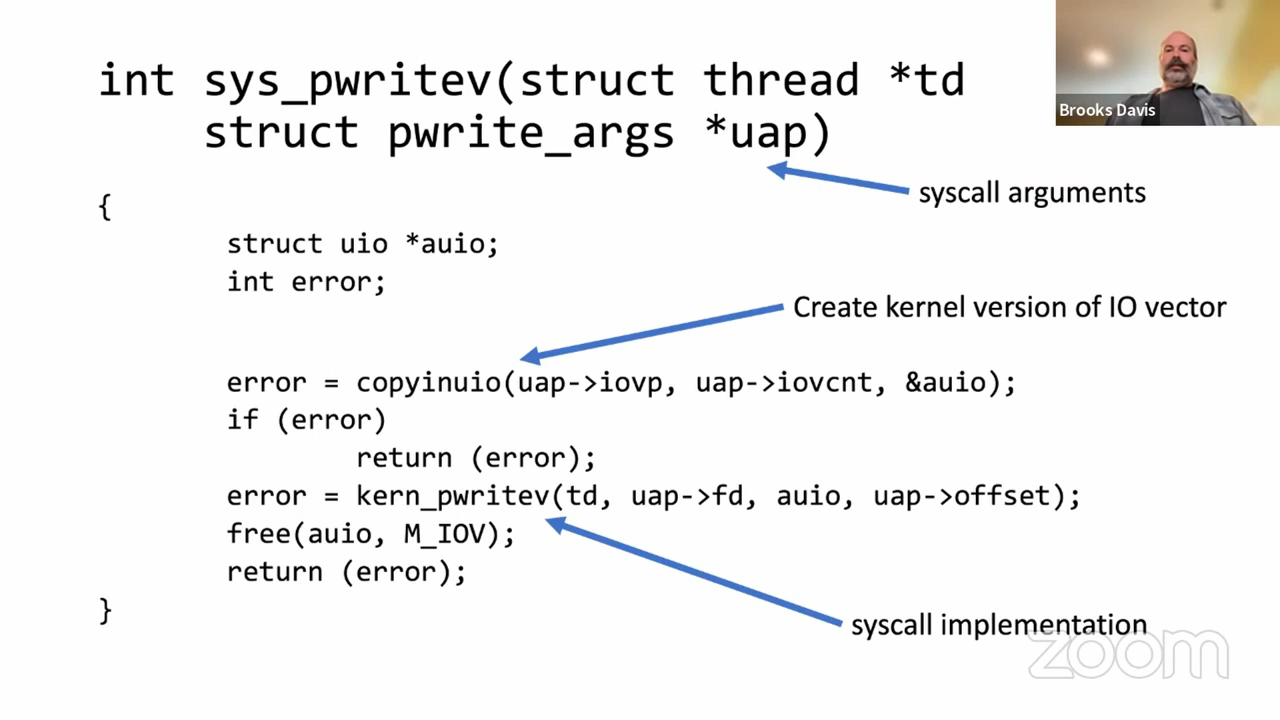 int sys_pwritev(struct thread *td
struct pwrite_args *uap)
Brooks Davis
syscall arguments
{
struct uio *auio;
int error;
Create kernel version of IO vector
error = copyinuio(uap->iovp, uap->iovcnt, &auio);
if (error)
return (error);
error = kern_pwritev(td, uap->fd, auio, uap->offset);
free(auio, M_IOV);
return (error);
}
syscall implementation
zoom